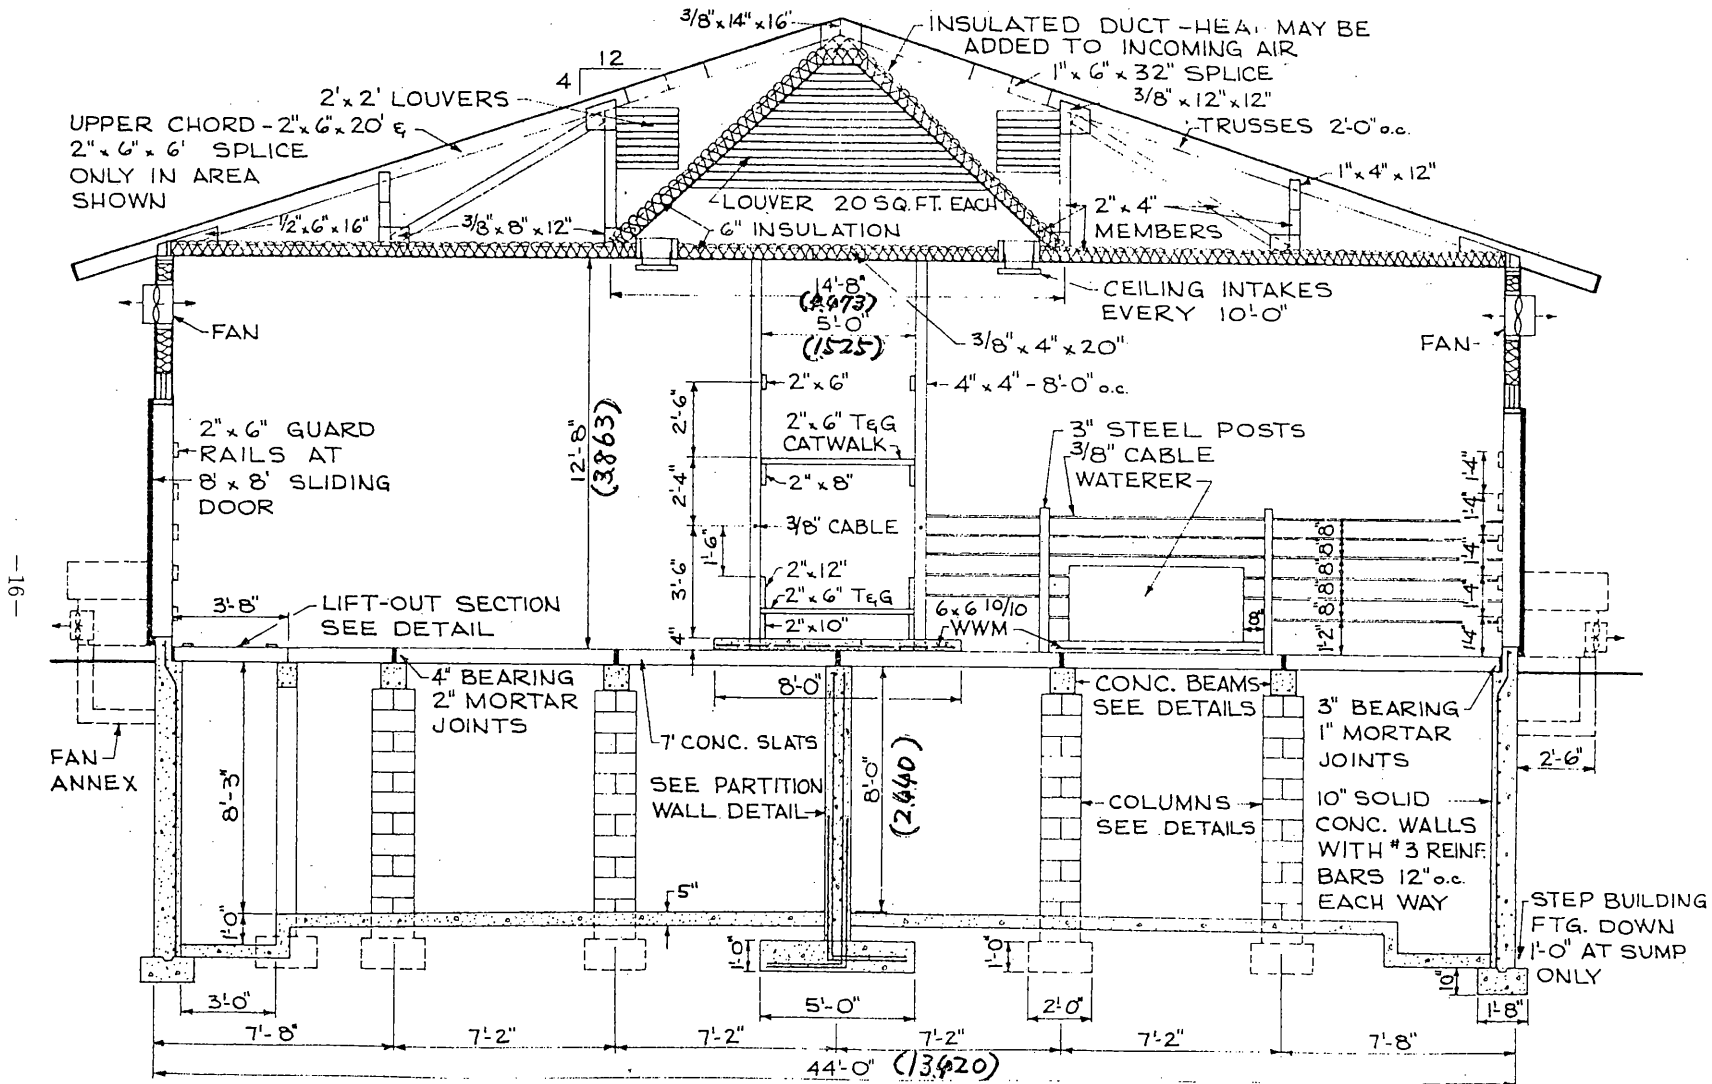 3/8" x 14" x 16"
INSULATED DUCT - HEAT MAY BE
ADDED TO INCOMING AIR
12
4
1" x 6" x 32" SPLICE
2' x 2' LOUVERS
3/8" x 12" x 12"
UPPER CHORD - 2" x 6" x 20' &
2" x 6" x 6' SPLICE
ONLY IN AREA
SHOWN
TRUSSES 2'-0" o.c.
1" x 4" x 12"
LOUVER 20 SQ. FT. EACH
1/2" x 6" x 16"
3/8" x 8" x 12"
6" INSULATION
2" x 4"
MEMBERS
14'-8"
5'-0"
(1525)
CEILING INTAKES
EVERY 10'-0"
FAN
3/8" x 4" x 20"
FAN
2" x 6"
4" x 4" - 8'-0" o.c.
2'-6"
12'-8"
(3863)
2" x 6" GUARD
RAILS AT
8' x 8' SLIDING
DOOR
2" x 6" T&G
CATWALK
3" STEEL POSTS
3/8" CABLE
WATERER
2'-4"
2" x 8"
1'-4"
1'-4"
3/8" CABLE
1'-6"
3'-6"
8"
8"
8"
8"
8"
8"
1'-2"
1'-4"
1'-4"
1'-4"
14"
2" x 12"
2" x 6" T&G
2" x 10"
4"
6 x 6 10/10
WWM
8"
3'-8"
LIFT-OUT SECTION
SEE DETAIL
-16-
4" BEARING
2" MORTAR
JOINTS
8'-0"
CONC. BEAMS
SEE DETAILS
3" BEARING
1" MORTAR
JOINTS
FAN
ANNEX
7' CONC. SLATS
2'-6"
8'-3"
SEE PARTITION
WALL DETAIL
8'-0"
(2440)
COLUMNS
SEE DETAILS
10" SOLID
CONC. WALLS
WITH #3 REINF.
BARS 12" o.c.
EACH WAY
5"
1'-0"
1'-0"
1'-0"
STEP BUILDING
FTG. DOWN
1'-0" AT SUMP
ONLY
10"
3'-0"
5'-0"
2'-0"
1'-8"
7'-8"
7'-2"
7'-2"
7'-2"
7'-2"
7'-8"
44'-0" (13420)